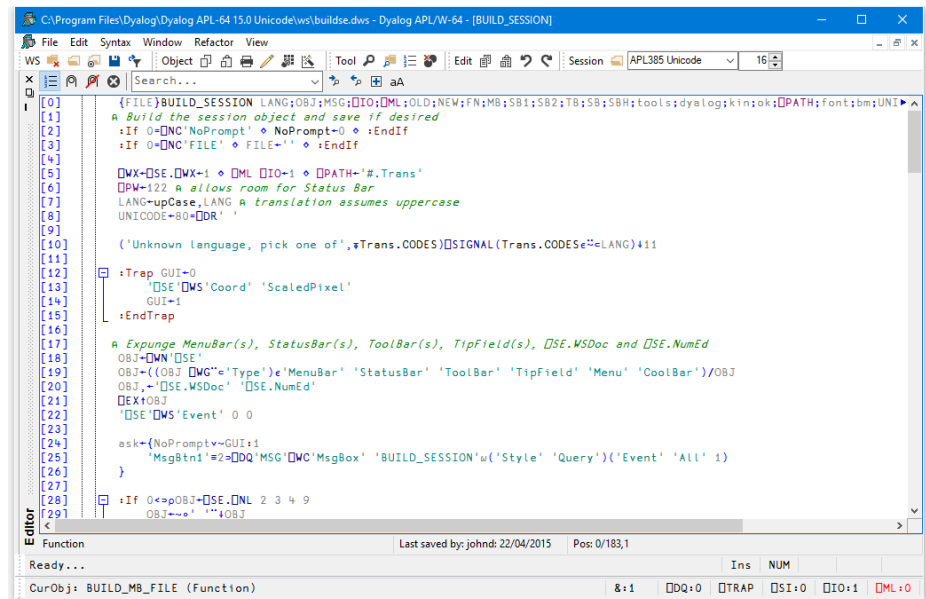 C:\Program Files\Dyalog\Dyalog APL-64 15.0 Unicode\ws\buildse.dws - Dyalog APL/W-64 - [BUILD_SESSION]
File Edit Syntax Window Refactor View
WS Object Tool Edit Session APL385 Unicode 16
Search... aA
[0] {FILE}BUILD_SESSION LANG;OBJ;MSG;⎕IO;⎕ML;OLD;NEW;FN;MB;SB1;SB2;TB;SB;SBH;tools;dyalog;kin;ok;⎕PATH;font;bm;UNI
[1] ⍝ Build the session object and save if desired
[2] :If 0=⎕NC'NoPrompt' ⋄ NoPrompt←0 ⋄ :EndIf
[3] :If 0=⎕NC'FILE' ⋄ FILE←'' ⋄ :EndIf
[4]
[5] ⎕WX←⎕SE.⎕WX←1 ⋄ ⎕ML ⎕IO←1 ⋄ ⎕PATH←'#.Trans'
[6] ⎕PW←122 ⍝ allows room for Status Bar
[7] LANG←upCase,LANG ⍝ translation assumes uppercase
[8] UNICODE←80=⎕DR' '
[9]
[10] ('Unknown language, pick one of',⍕Trans.CODES)⎕SIGNAL(Trans.CODES∊⍨⊂LANG)↓11
[11]
[12] :Trap GUI←0
[13] '⎕SE'⎕WS'Coord' 'ScaledPixel'
[14] GUI←1
[15] :EndTrap
[16]
[17] ⍝ Expunge MenuBar(s), StatusBar(s), ToolBar(s), TipField(s), ⎕SE.WSDoc and ⎕SE.NumEd
[18] OBJ←⎕WN'⎕SE'
[19] OBJ←((OBJ ⎕WG¨⊂'Type')∊'MenuBar' 'StatusBar' 'ToolBar' 'TipField' 'Menu' 'CoolBar')/OBJ
[20] OBJ,←'⎕SE.WSDoc' '⎕SE.NumEd'
[21] ⎕EX↑OBJ
[22] '⎕SE'⎕WS'Event' 0 0
[23]
[24] ask←{NoPrompt∨~GUI:1
[25] 'MsgBtn1'≡2⊃⎕DQ'MSG'⎕WC'MsgBox' 'BUILD_SESSION'⍵('Style' 'Query')('Event' 'All' 1)
[26] }
[27]
[28] :If 0<≢⍴OBJ←⎕SE.⎕NL 2 3 4 9
[29] OBJ←~∘' '¨↓OBJ
Editor
Function Last saved by: johnd: 22/04/2015 Pos: 0/183,1
Ready... Ins NUM
CurObj: BUILD_MB_FILE (Function) &:1 ⎕DQ:0 ⎕TRAP ⎕SI:0 ⎕IO:1 ⎕ML:0